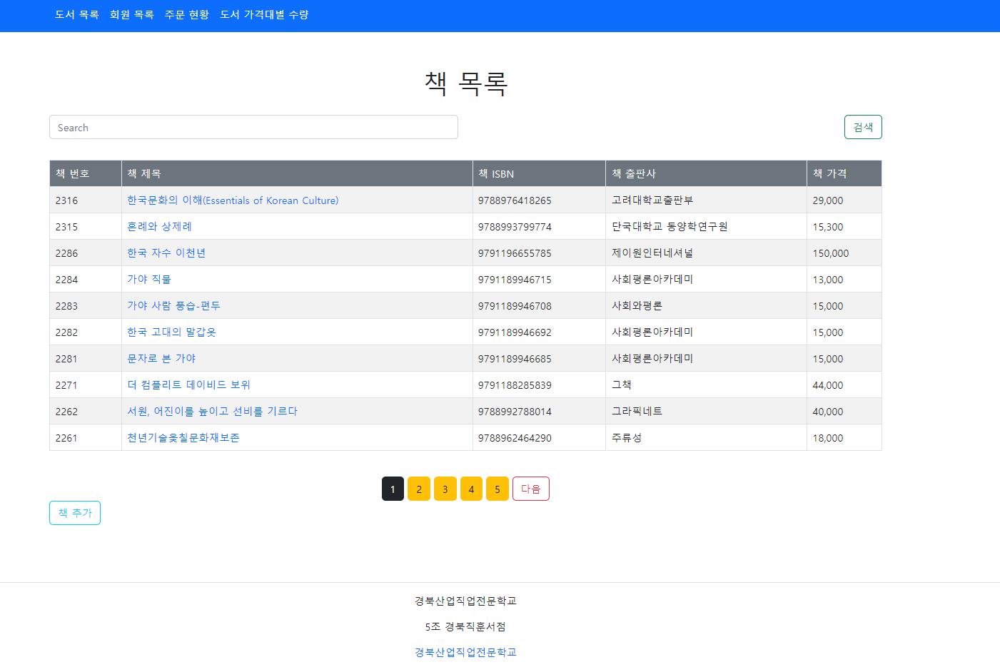 도서 목록 회원 목록 주문 현황 도서 가격대별 수량
책 목록
Search 검색
책 번호 책 제목 책 ISBN 책 출판사 책 가격
2316 한국문화의 이해(Essentials of Korean Culture) 9788976418265 고려대학교출판부 29,000
2315 혼례와 상제례 9788993799774 단국대학교 동양학연구원 15,300
2286 한국 자수 이천년 9791196655785 제이원인터네셔널 150,000
2284 가야 직물 9791189946715 사회평론아카데미 13,000
2283 가야 사람 풍습-편두 9791189946708 사회와평론 15,000
2282 한국 고대의 말갑옷 9791189946692 사회평론아카데미 15,000
2281 문자로 본 가야 9791189946685 사회평론아카데미 15,000
2271 더 컴플리트 데이비드 보위 9791188285839 그책 44,000
2262 서원, 어진이를 높이고 선비를 기르다 9788992788014 그라픽네트 40,000
2261 천년기술옻칠문화재보존 9788962464290 주류성 18,000
1 2 3 4 5 다음
책 추가
경북산업직업전문학교
5조 경북직훈서점
경북산업직업전문학교